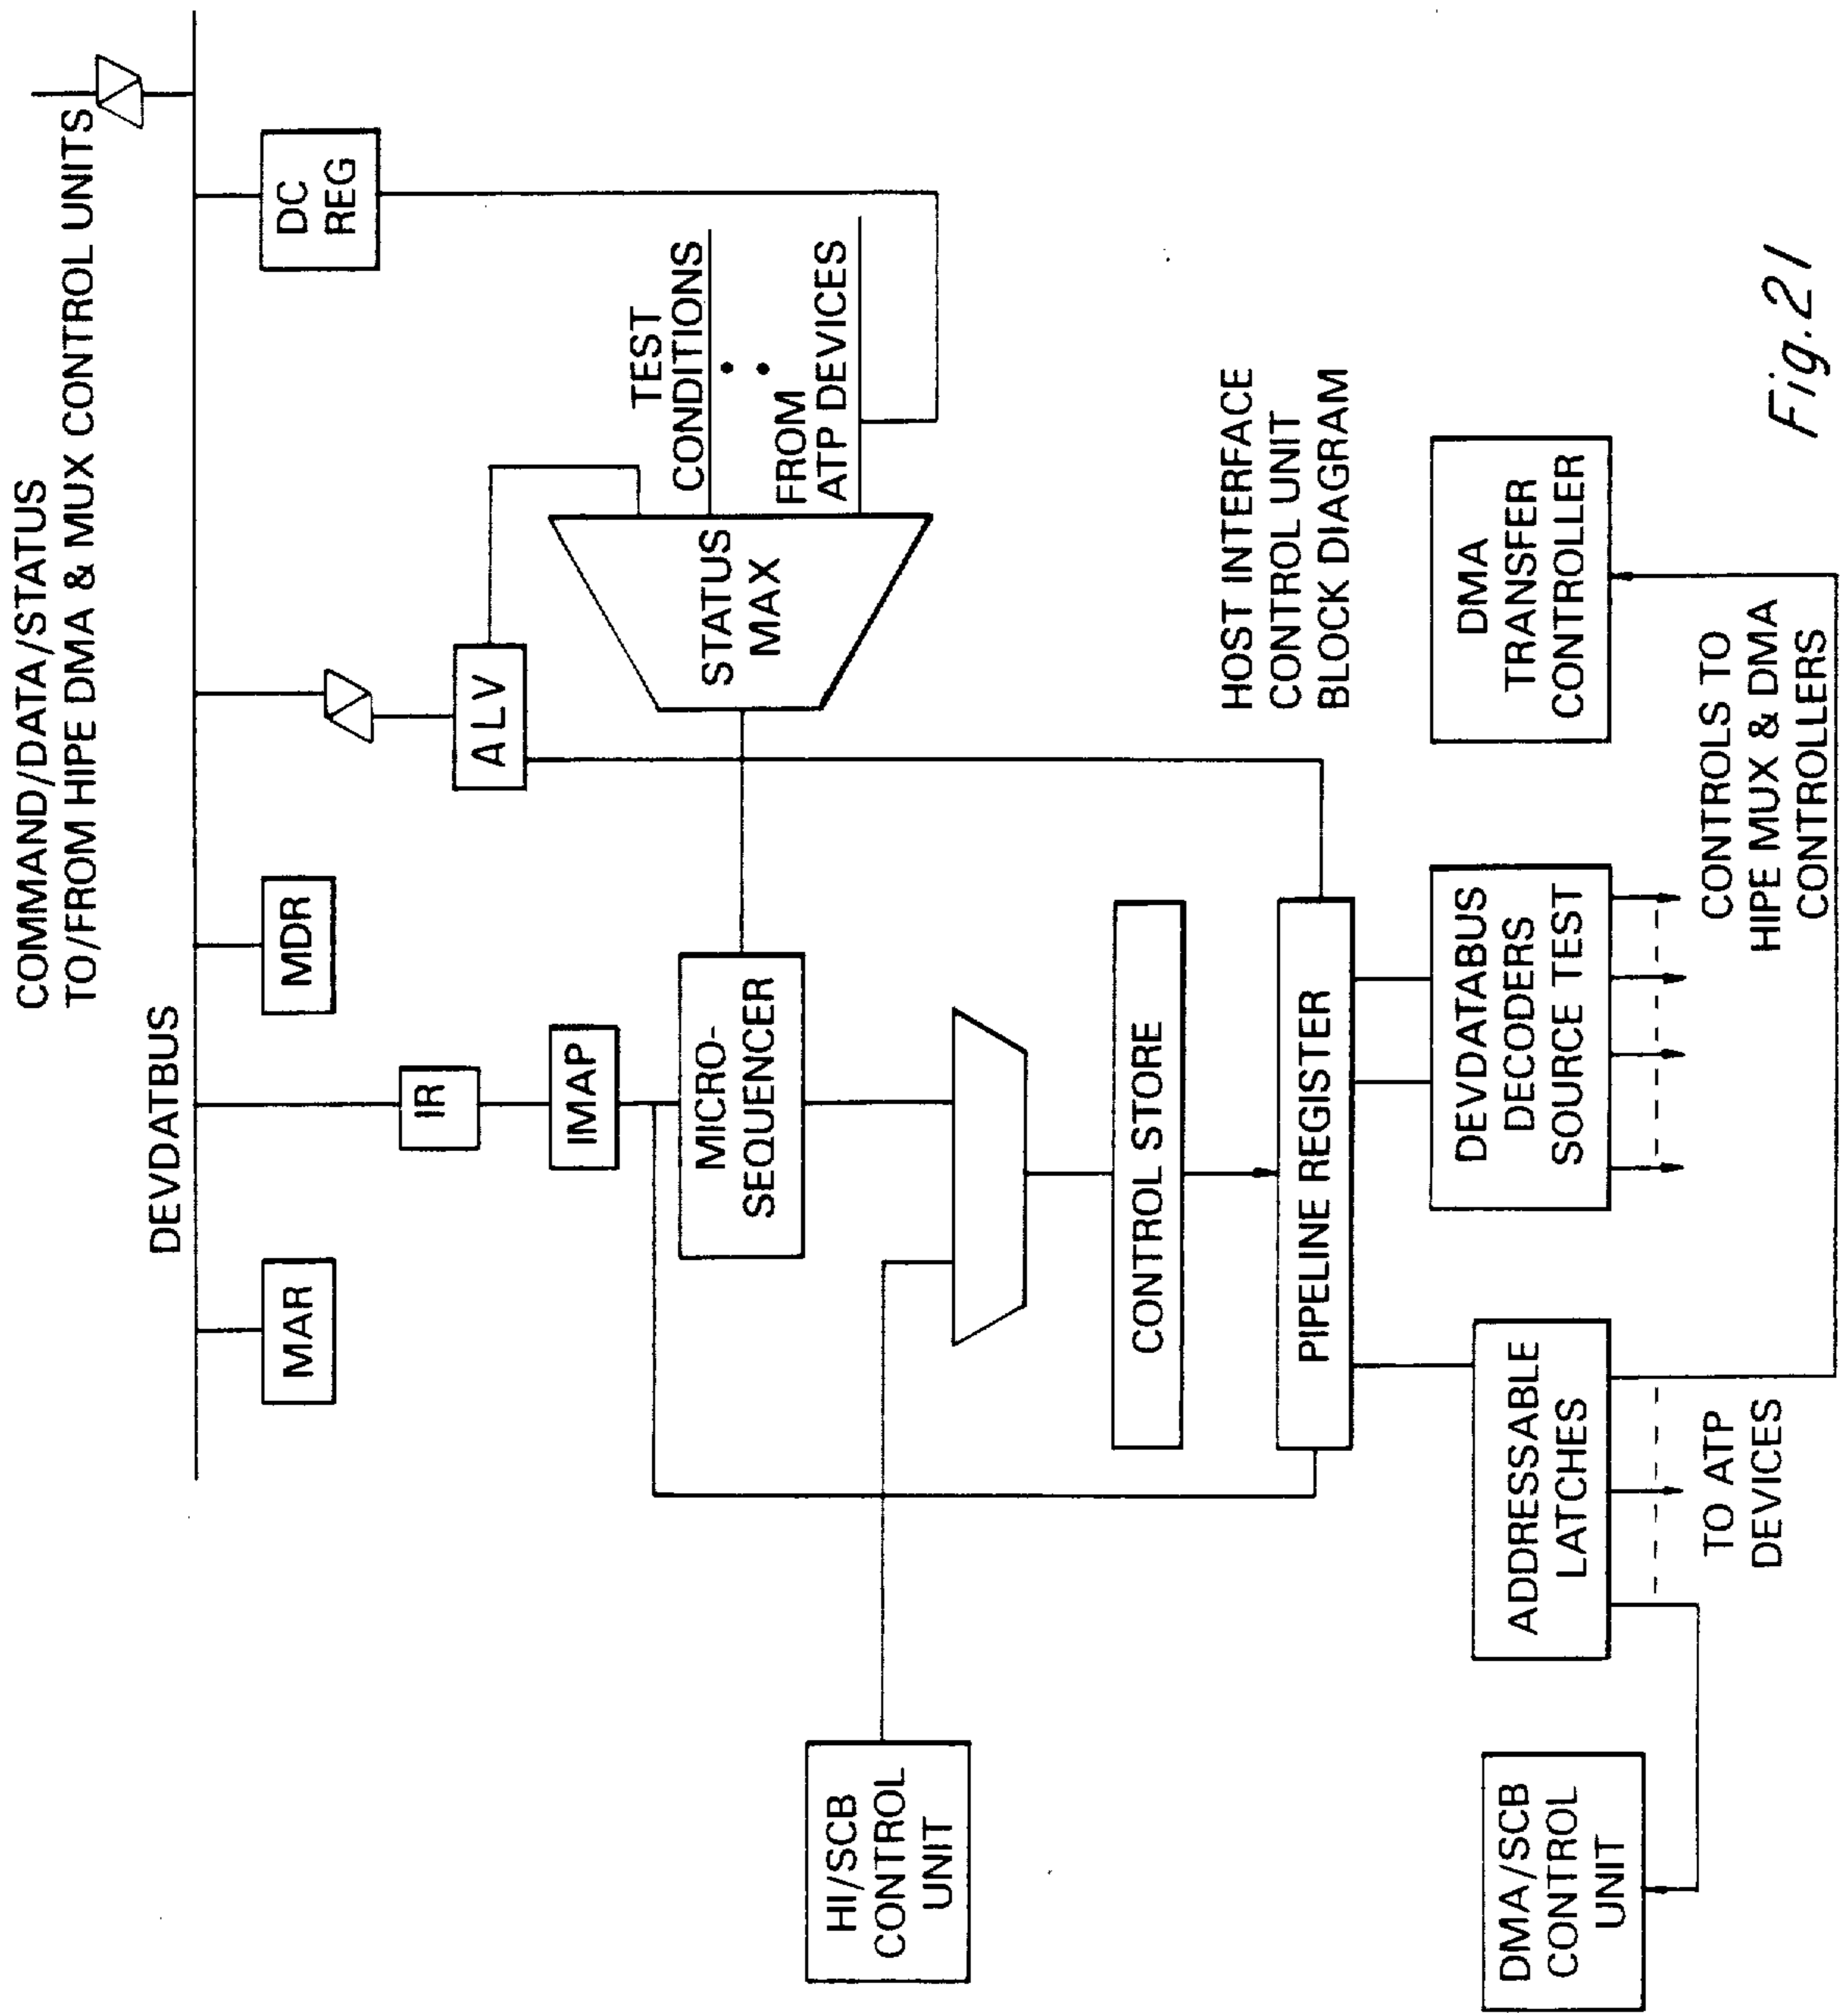 COMMAND/DATA/STATUS
TO/FROM HIPE DMA & MUX CONTROL UNITS
DEVDATBUS
MAR
MDR
DC
REG
IR
IMAP
ALV
TEST
CONDITIONS
FROM
ATP DEVICES
MICRO-
SEQUENCER
STATUS
MAX
HI/SCB
CONTROL
UNIT
CONTROL STORE
HOST INTERFACE
CONTROL UNIT
BLOCK DIAGRAM
PIPELINE REGISTER
DMA/SCB
CONTROL
UNIT
ADDRESSABLE
LATCHES
DEVDATABUS
DECODERS
SOURCE TEST
DMA
TRANSFER
CONTROLLER
TO ATP
DEVICES
CONTROLS TO
HIPE MUX & DMA
CONTROLLERS
Fig.21